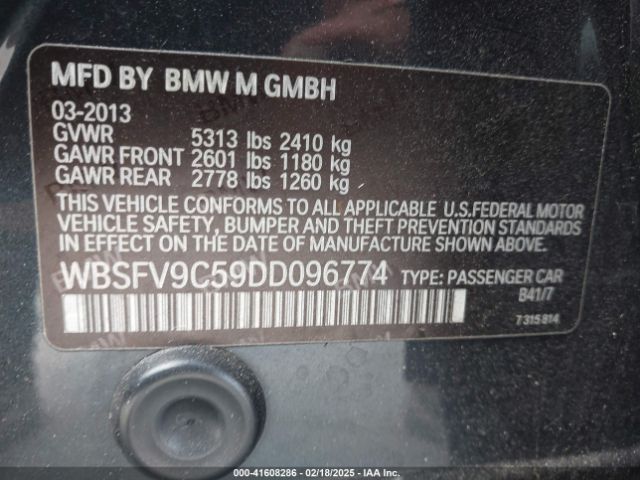 MFD BY BMW M GMBH
03-2013
GVWR 5313 lbs 2410 kg
GAWR FRONT 2601 lbs 1180 kg
GAWR REAR 2778 lbs 1260 kg
THIS VEHICLE CONFORMS TO ALL APPLICABLE U.S.FEDERAL MOTOR
VEHICLE SAFETY, BUMPER AND THEFT PREVENTION STANDARDS
IN EFFECT ON THE DATE OF MANUFACTURE SHOWN ABOVE.
WBSFV9C59DD096774 TYPE: PASSENGER CAR
B41/7
7315814
000-41608286 - 02/18/2025 - IAA Inc.